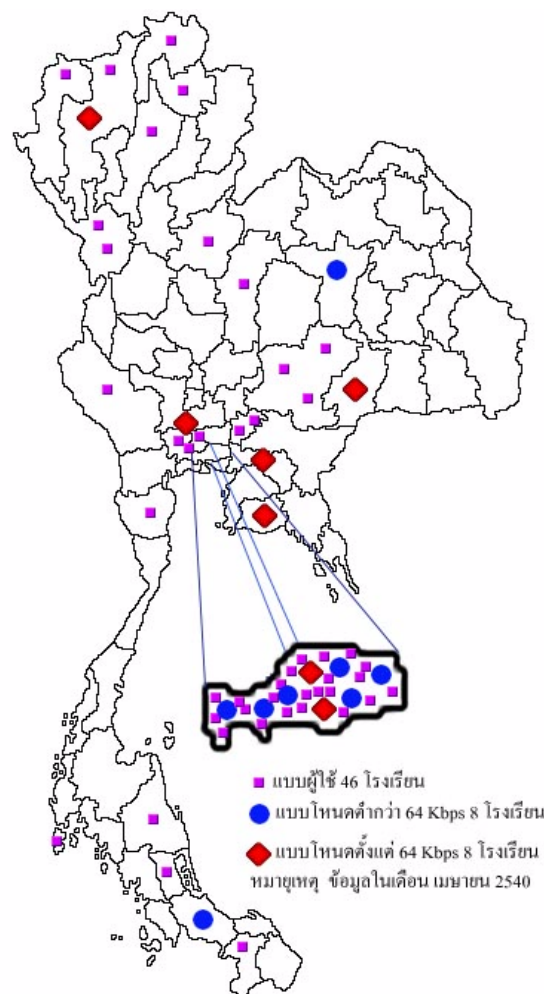 แบบผู้ใช้ 46 โรงเรียน
แบบโหนดต่ำกว่า 64 Kbps 8 โรงเรียน
แบบโหนดตั้งแต่ 64 Kbps 8 โรงเรียน
หมายุเหตุ ข้อมูลในเดือน เมษายน 2540